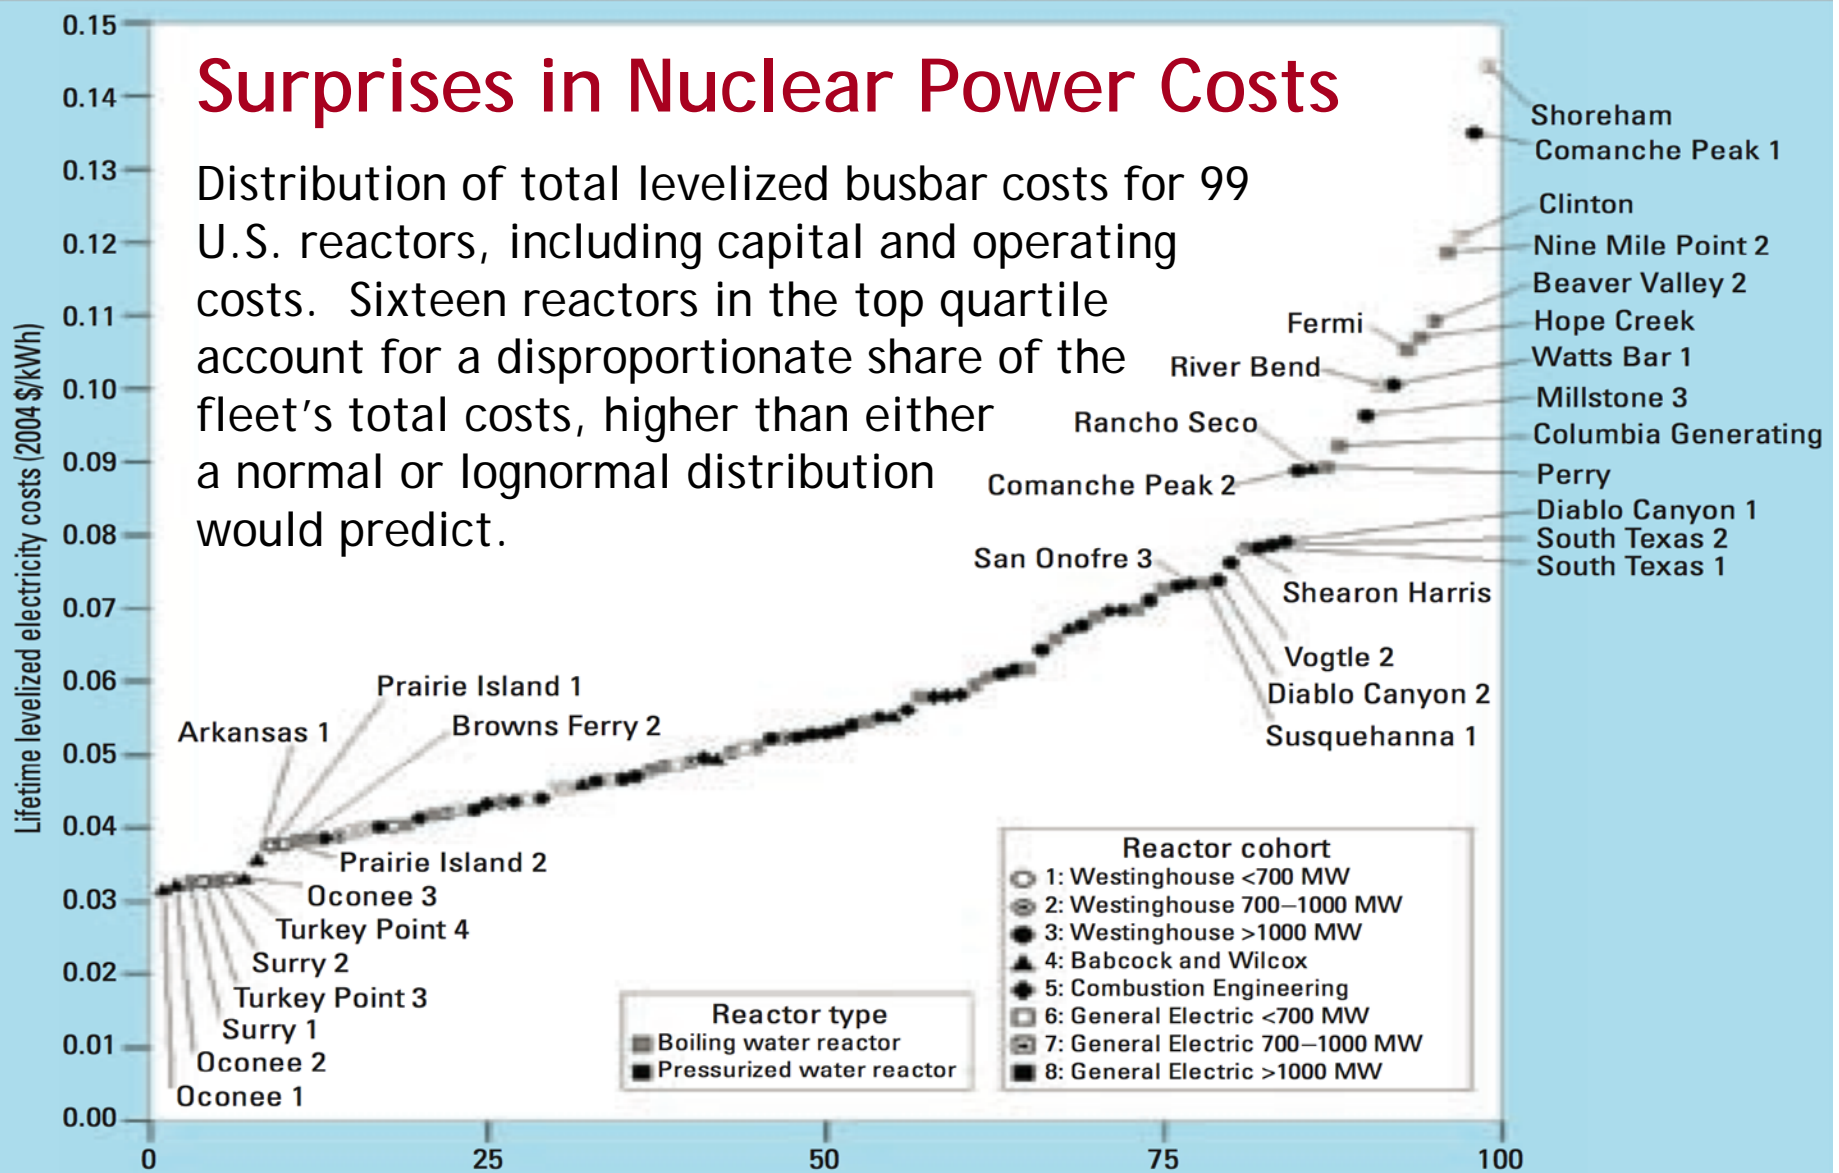 Surprises in Nuclear Power Costs
Distribution of total levelized busbar costs for 99
U.S. reactors, including capital and operating
costs. Sixteen reactors in the top quartile
account for a disproportionate share of the
fleet's total costs, higher than either
a normal or lognormal distribution
would predict.
Lifetime levelized electricity costs (2004 $/kWh)
0.15
0.14
0.13
0.12
0.11
0.10
0.09
0.08
0.07
0.06
0.05
0.04
0.03
0.02
0.01
0.00
0
25
50
75
100
Shoreham
Comanche Peak 1
Clinton
Nine Mile Point 2
Beaver Valley 2
Fermi
Hope Creek
River Bend
Watts Bar 1
Millstone 3
Rancho Seco
Columbia Generating
Comanche Peak 2
Perry
Diablo Canyon 1
South Texas 2
South Texas 1
San Onofre 3
Shearon Harris
Vogtle 2
Diablo Canyon 2
Susquehanna 1
Prairie Island 1
Arkansas 1
Browns Ferry 2
Prairie Island 2
Oconee 3
Turkey Point 4
Surry 2
Turkey Point 3
Surry 1
Oconee 2
Oconee 1
Reactor type
Boiling water reactor
Pressurized water reactor
Reactor cohort
1: Westinghouse <700 MW
2: Westinghouse 700–1000 MW
3: Westinghouse >1000 MW
4: Babcock and Wilcox
5: Combustion Engineering
6: General Electric <700 MW
7: General Electric 700–1000 MW
8: General Electric >1000 MW